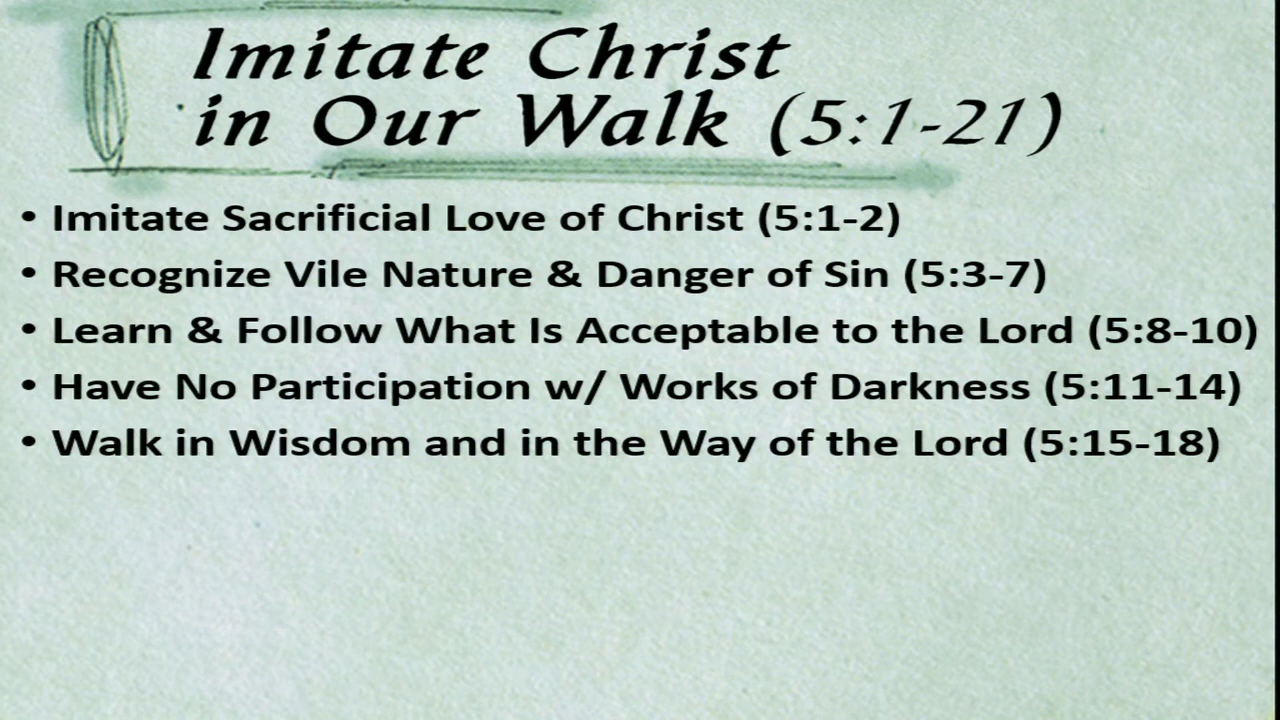 Imitate Christ
in Our Walk (5:1-21)
• Imitate Sacrificial Love of Christ (5:1-2)
• Recognize Vile Nature & Danger of Sin (5:3-7)
• Learn & Follow What Is Acceptable to the Lord (5:8-10)
• Have No Participation w/ Works of Darkness (5:11-14)
• Walk in Wisdom and in the Way of the Lord (5:15-18)